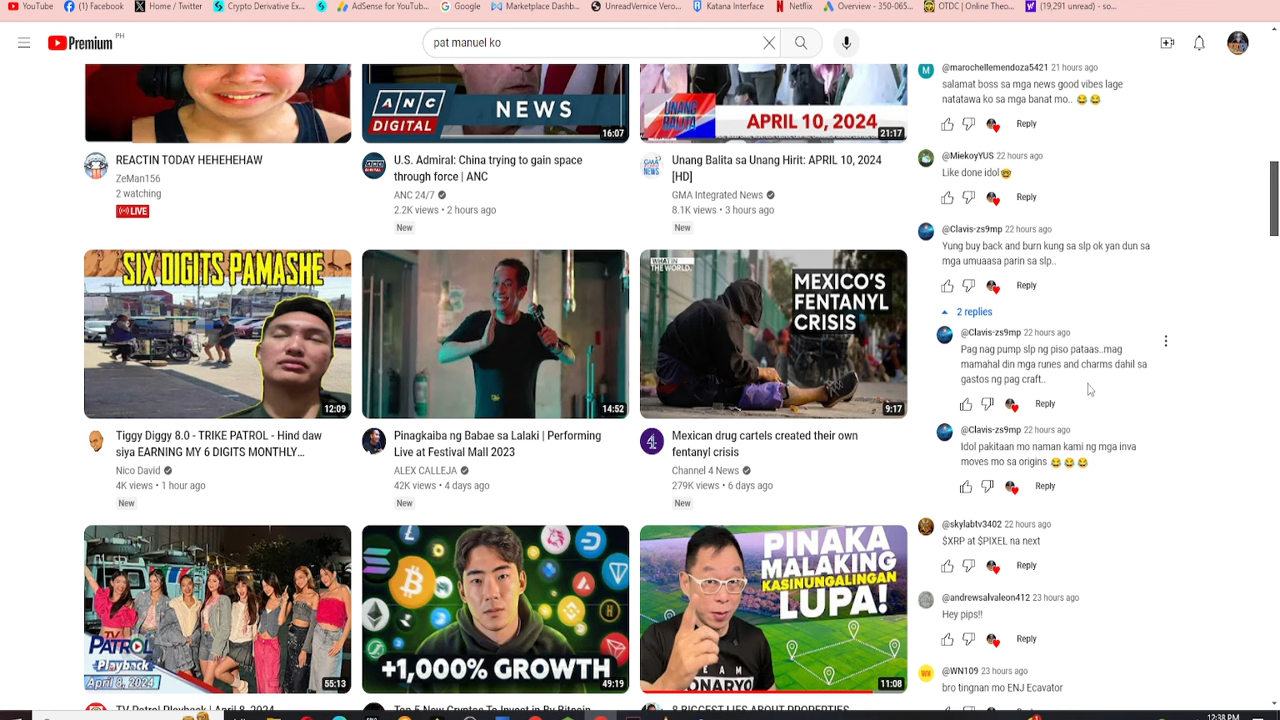 YouTube
(1) Facebook
Home / Twitter
Crypto Derivative Ex...
AdSense for YouTub...
Google
Marketplace Dashb...
UnreadVernice Vero...
Katana Interface
Netflix
Overview - 350-065...
OTDC | Online Theo...
(19,291 unread) - so...
Premium PH
pat manuel ko
ANC DIGITAL
NEWS
16:07
UNANG BALITA
APRIL 10, 2024
21:17
REACTIN TODAY HEHEHEHAW
ZeMan156
2 watching
LIVE
U.S. Admiral: China trying to gain space
through force | ANC
ANC 24/7
2.2K views • 2 hours ago
New
Unang Balita sa Unang Hirit: APRIL 10, 2024
[HD]
GMA Integrated News
8.1K views • 3 hours ago
New
SIX DIGITS PAMASHE
12:09
14:52
WHAT IN
THE WORLD.
MEXICO'S
FENTANYL
CRISIS
9:17
Tiggy Diggy 8.0 - TRIKE PATROL - Hind daw
siya EARNING MY 6 DIGITS MONTHLY...
Nico David
4K views • 1 hour ago
New
Pinagkaiba ng Babae sa Lalaki | Performing
Live at Festival Mall 2023
ALEX CALLEJA
42K views • 4 days ago
New
Mexican drug cartels created their own
fentanyl crisis
Channel 4 News
279K views • 6 days ago
New
TV PATROL
Playback
April 8, 2024
55:13
+1,000% GROWTH
49:19
PINAKA
MALAKING
KASINUNGALINGAN
LUPA!
TEAM
11:08
TV Patrol Playback | April 8, 2024
Top 5 New Cryptos To Invest in By Bitcoin
8 BIGGEST LIES ABOUT PROPERTIES
@marochellemendoza5421 21 hours ago
salamat boss sa mga news good vibes lage
natatawa ko sa mga banat mo.. 😂 😂
Reply
@MiekoyYUS 22 hours ago
Like done idol🤓
Reply
@Clavis-zs9mp 22 hours ago
Yung buy back and burn kung sa slp ok yan dun sa
mga umuaasa parin sa slp..
Reply
2 replies
@Clavis-zs9mp 22 hours ago
Pag nag pump slp ng piso pataas..mag
mamahal din mga runes and charms dahil sa
gastos ng pag craft..
Reply
@Clavis-zs9mp 22 hours ago
Idol pakitaan mo naman kami ng mga inva
moves mo sa origins 😂 😂 😂
Reply
@skylabtv3402 22 hours ago
$XRP at $PIXEL na next
Reply
@andrewsalvaleon412 23 hours ago
Hey pips!!
Reply
@WN109 23 hours ago
bro tingnan mo ENJ Ecavator
12:38 PM